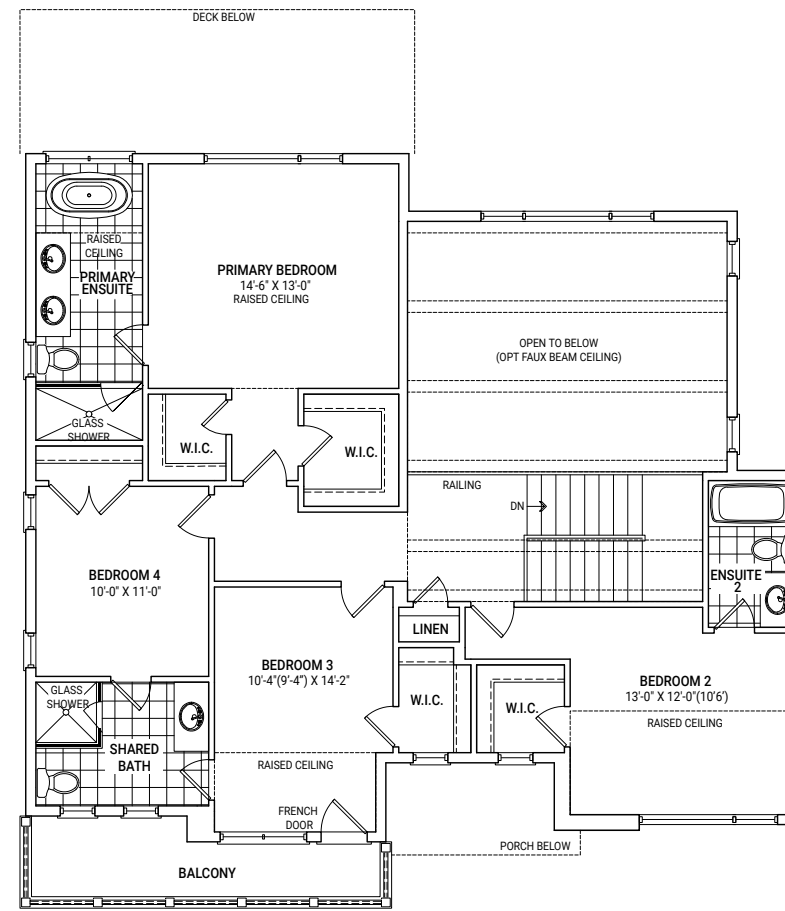 DECK BELOW
RAISED
CEILING
PRIMARY
ENSUITE
PRIMARY BEDROOM
14'-6" X 13'-0"
RAISED CEILING
OPEN TO BELOW
(OPT FAUX BEAM CEILING)
GLASS
SHOWER
W.I.C.
W.I.C.
RAILING
DN
BEDROOM 4
10'-0" X 11'-0"
ENSUITE
2
LINEN
BEDROOM 3
10'-4"(9'-4") X 14'-2"
BEDROOM 2
13'-0" X 12'-0"(10'6')
RAISED CEILING
GLASS
SHOWER
W.I.C.
W.I.C.
SHARED
BATH
RAISED CEILING
FRENCH
DOOR
PORCH BELOW
BALCONY